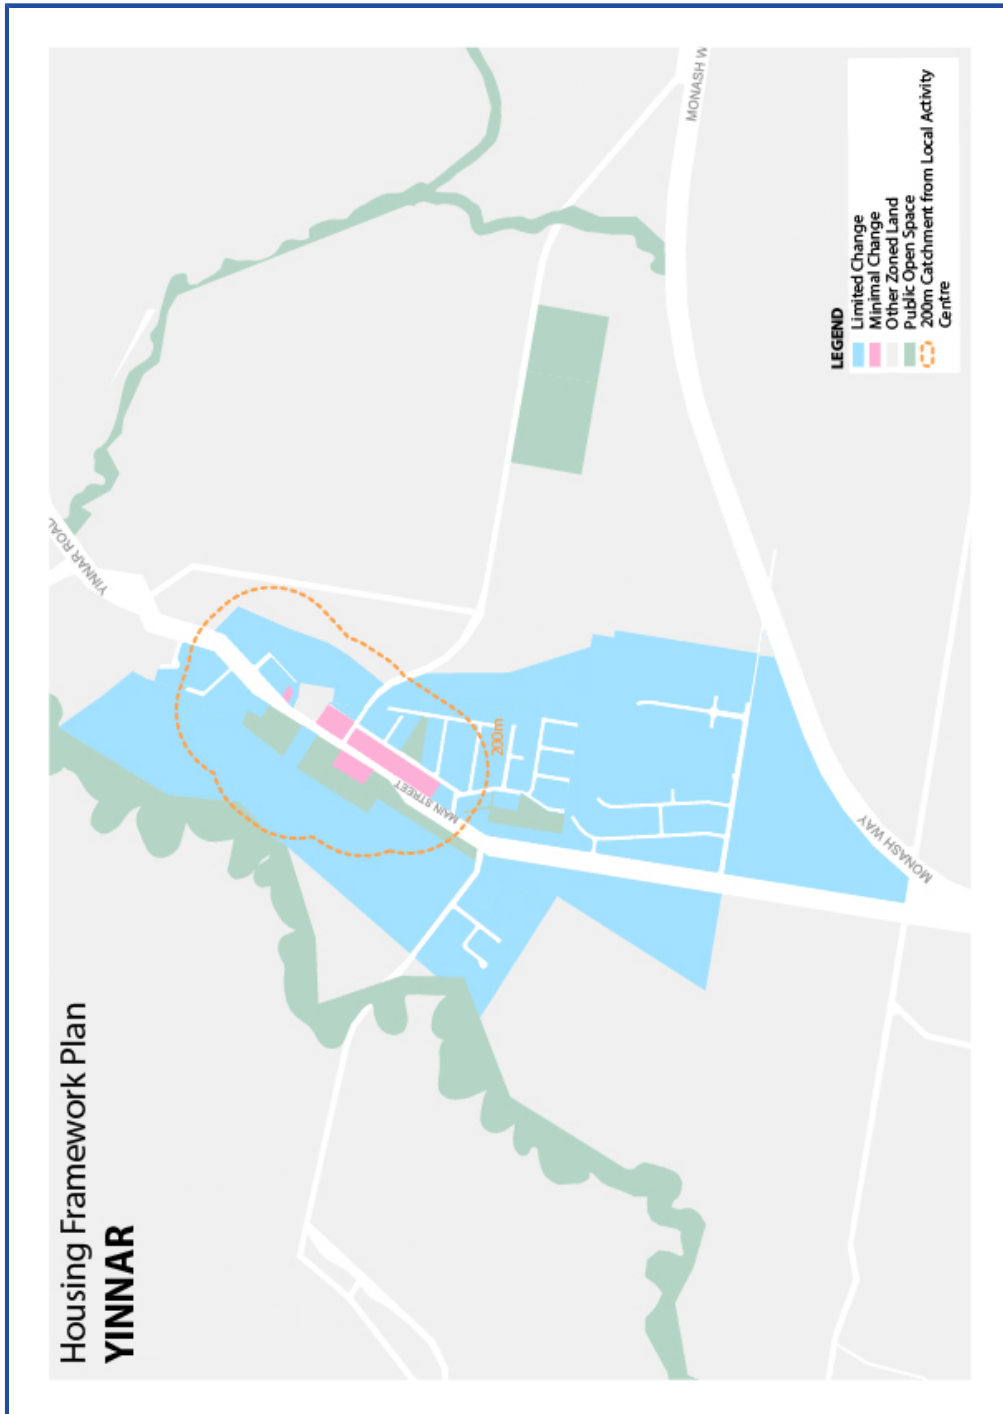 Housing Framework Plan
YINNAR
YINNAR ROAD
MONASH W
MAIN STREET
200m
MONASH WAY
LEGEND
Limited Change
Minimal Change
Other Zoned Land
Public Open Space
200m Catchment from Local Activity
Centre